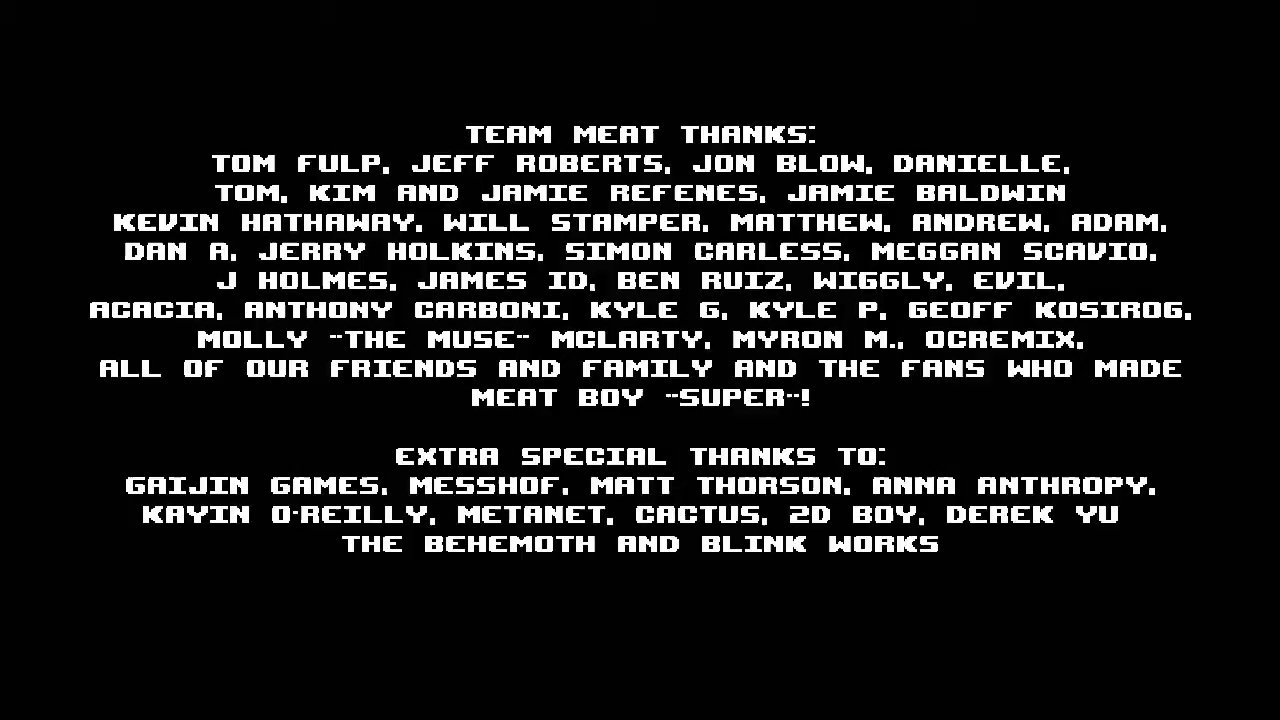 TEAM MEAT THANKS:
TOM FULP, JEFF ROBERTS, JON BLOW, DANIELLE,
TOM, KIM AND JAMIE REFENES, JAMIE BALDWIN
KEVIN HATHAWAY, WILL STAMPER, MATTHEW, ANDREW, ADAM,
DAN A, JERRY HOLKINS, SIMON CARLESS, MEGGAN SCAVIO,
J HOLMES, JAMES ID, BEN RUIZ, WIGGLY, EVIL,
ACACIA, ANTHONY CARBONI, KYLE G, KYLE P, GEOFF KOSIROG,
MOLLY "THE MUSE" MCLARTY, MYRON M., OCREMIX,
ALL OF OUR FRIENDS AND FAMILY AND THE FANS WHO MADE
MEAT BOY "SUPER"!
EXTRA SPECIAL THANKS TO:
GAIJIN GAMES, MESSHOF, MATT THORSON, ANNA ANTHROPY,
KAYIN O'REILLY, METANET, CACTUS, 2D BOY, DEREK YU
THE BEHEMOTH AND BLINK WORKS